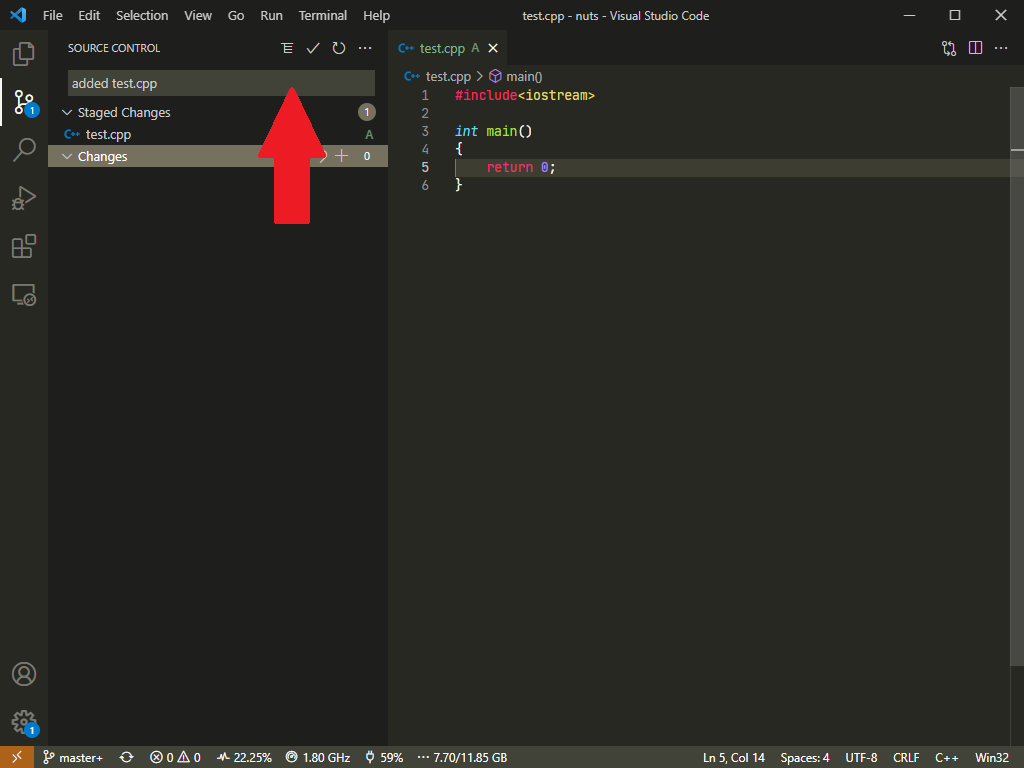 File Edit Selection View Go Run Terminal Help test.cpp - nuts - Visual Studio Code
SOURCE CONTROL
added test.cpp
Staged Changes 1
test.cpp A
Changes 0
1
1
test.cpp A
test.cpp > main()
1 #include<iostream>
2
3 int main()
4 {
5 return 0;
6 }
master+ 0 0 22.25% 1.80 GHz 59% ··· 7.70/11.85 GB Ln 5, Col 14 Spaces: 4 UTF-8 CRLF C++ Win32